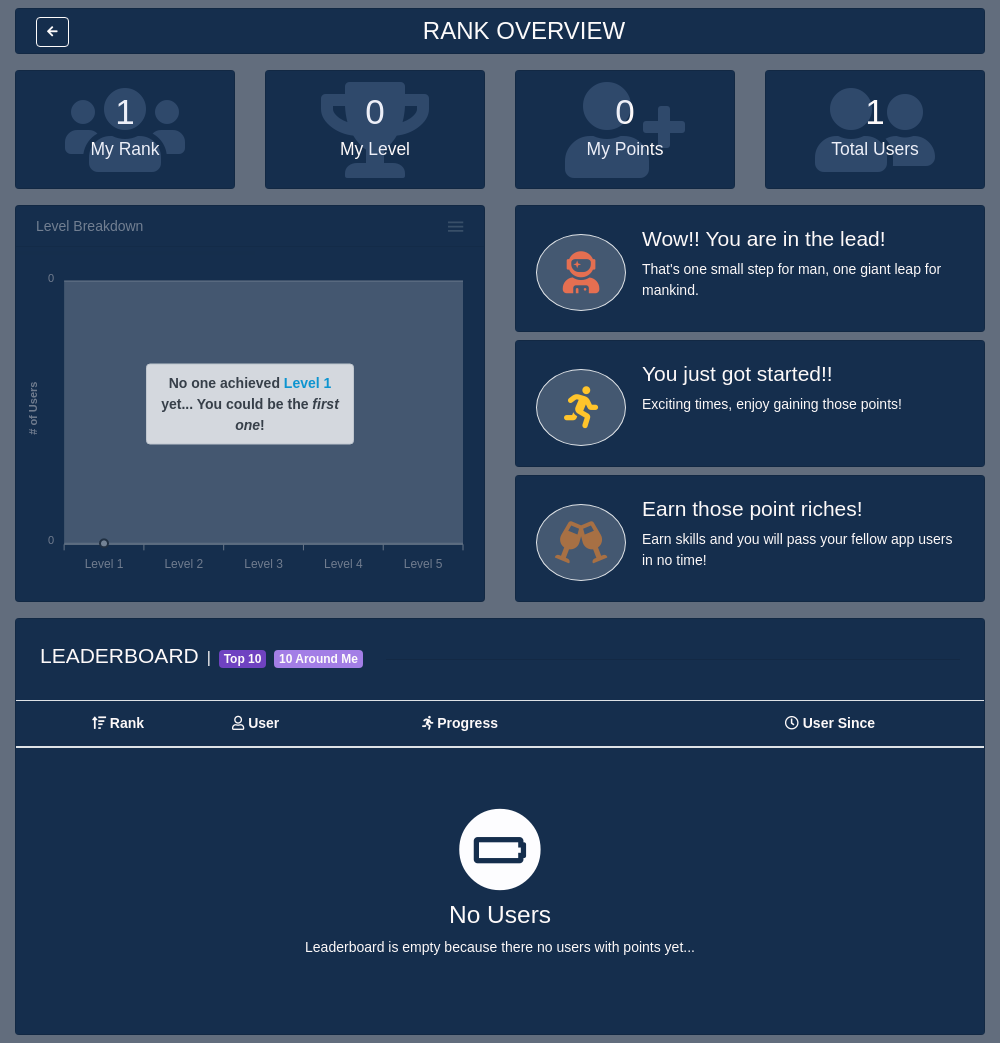 RANK OVERVIEW
1
My Rank
0
My Level
0
My Points
1
Total Users
Level Breakdown
0
# of Users
No one achieved Level 1
yet... You could be the first
one!
0
Level 1 Level 2 Level 3 Level 4 Level 5
Wow!! You are in the lead!
That's one small step for man, one giant leap for
mankind.
You just got started!!
Exciting times, enjoy gaining those points!
Earn those point riches!
Earn skills and you will pass your fellow app users
in no time!
LEADERBOARD | Top 10 10 Around Me
Rank User Progress User Since
No Users
Leaderboard is empty because there no users with points yet...